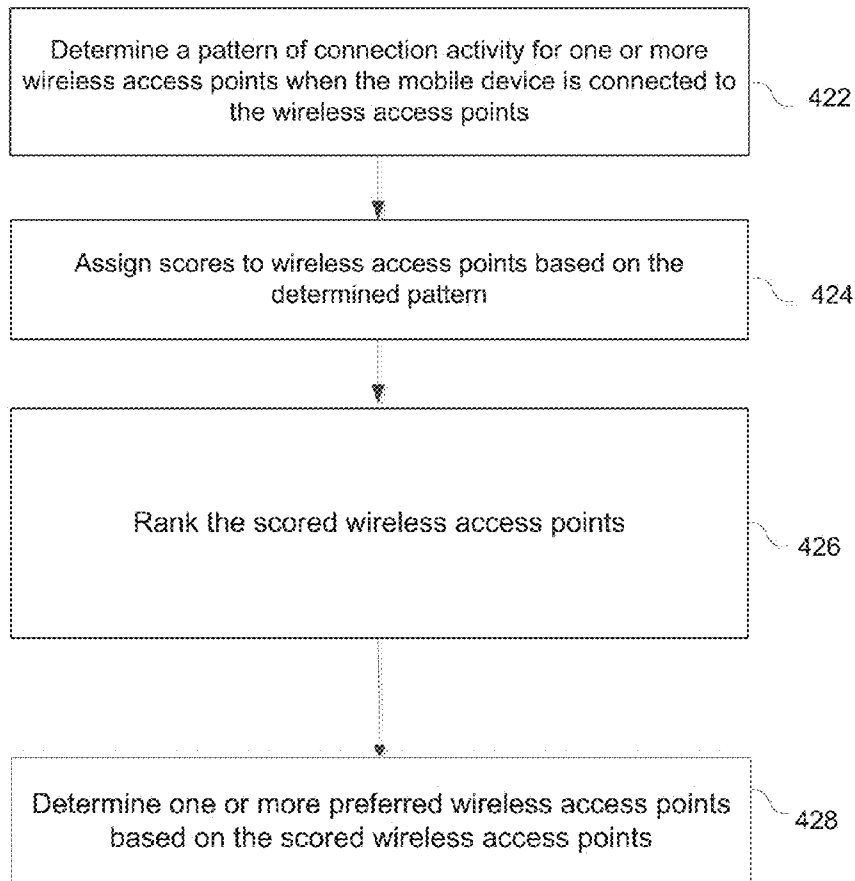 Determine a pattern of connection activity for one or more
wireless access points when the mobile device is connected to
the wireless access points
422
Assign scores to wireless access points based on the
determined pattern
424
Rank the scored wireless access points
426
Determine one or more preferred wireless access points
based on the scored wireless access points
428